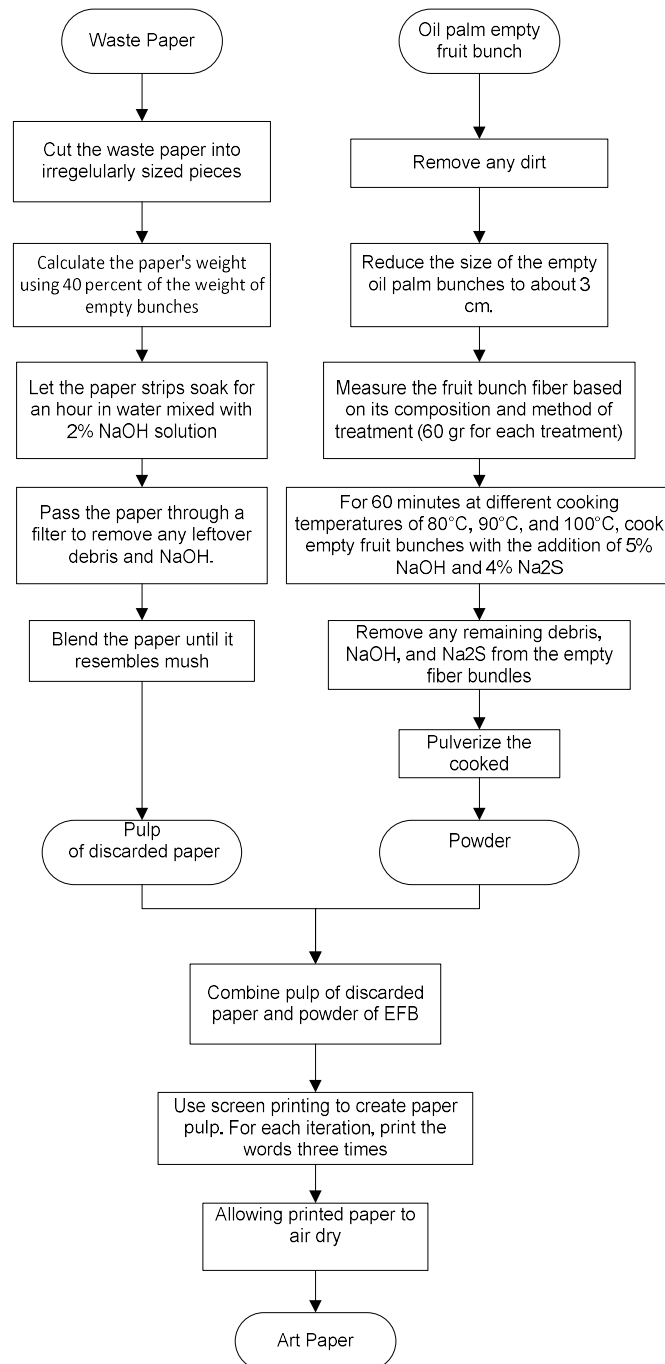 Waste Paper
Cut the waste paper into
irregelularly sized pieces
Calculate the paper's weight
using 40 percent of the weight of
empty bunches
Let the paper strips soak for
an hour in water mixed with
2% NaOH solution
Pass the paper through a
filter to remove any leftover
debris and NaOH.
Blend the paper until it
resembles mush
Pulp
of discarded paper
Oil palm empty
fruit bunch
Remove any dirt
Reduce the size of the empty
oil palm bunches to about 3
cm.
Measure the fruit bunch fiber based
on its composition and method of
treatment (60 gr for each treatment)
For 60 minutes at different cooking
temperatures of 80°C, 90°C, and 100°C, cook
empty fruit bunches with the addition of 5%
NaOH and 4% Na2S
Remove any remaining debris,
NaOH, and Na2S from the empty
fiber bundles
Pulverize the
cooked
Powder
Combine pulp of discarded
paper and powder of EFB
Use screen printing to create paper
pulp. For each iteration, print the
words three times
Allowing printed paper to
air dry
Art Paper